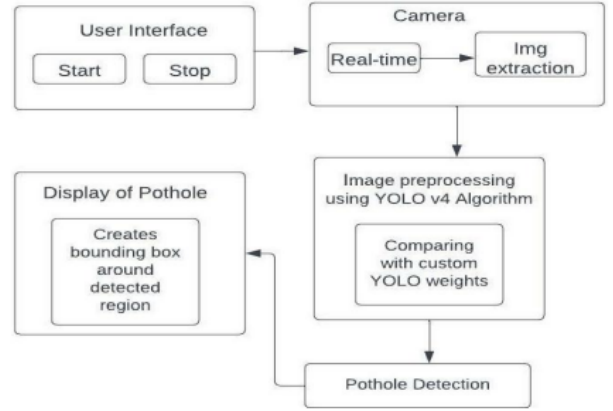 User Interface
Start
Stop
Camera
Real-time
Img
extraction
Image preprocessing
using YOLO v4 Algorithm
Comparing
with custom
YOLO weights
Pothole Detection
Display of Pothole
Creates
bounding box
around
detected
region